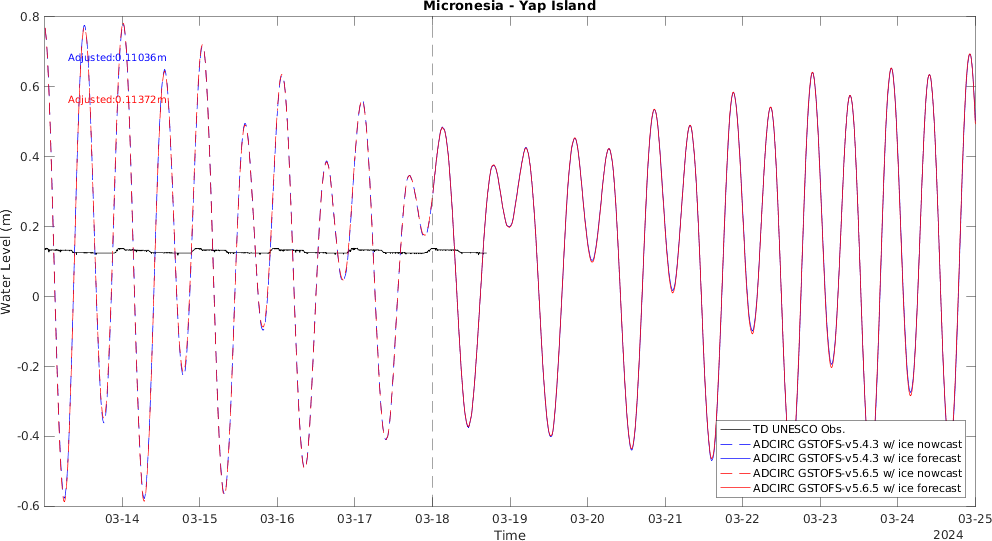 Micronesia - Yap Island
Water Level (m)
0.8
0.6
0.4
0.2
0
-0.2
-0.4
-0.6
Adjusted:0.11036m
Adjusted:0.11372m
TD UNESCO Obs.
ADCIRC GSTOFS-v5.4.3 w/ ice nowcast
ADCIRC GSTOFS-v5.4.3 w/ ice forecast
ADCIRC GSTOFS-v5.6.5 w/ ice nowcast
ADCIRC GSTOFS-v5.6.5 w/ ice forecast
03-14 03-15 03-16 03-17 03-18 03-19 03-20 03-21 03-22 03-23 03-24 03-25
Time
2024